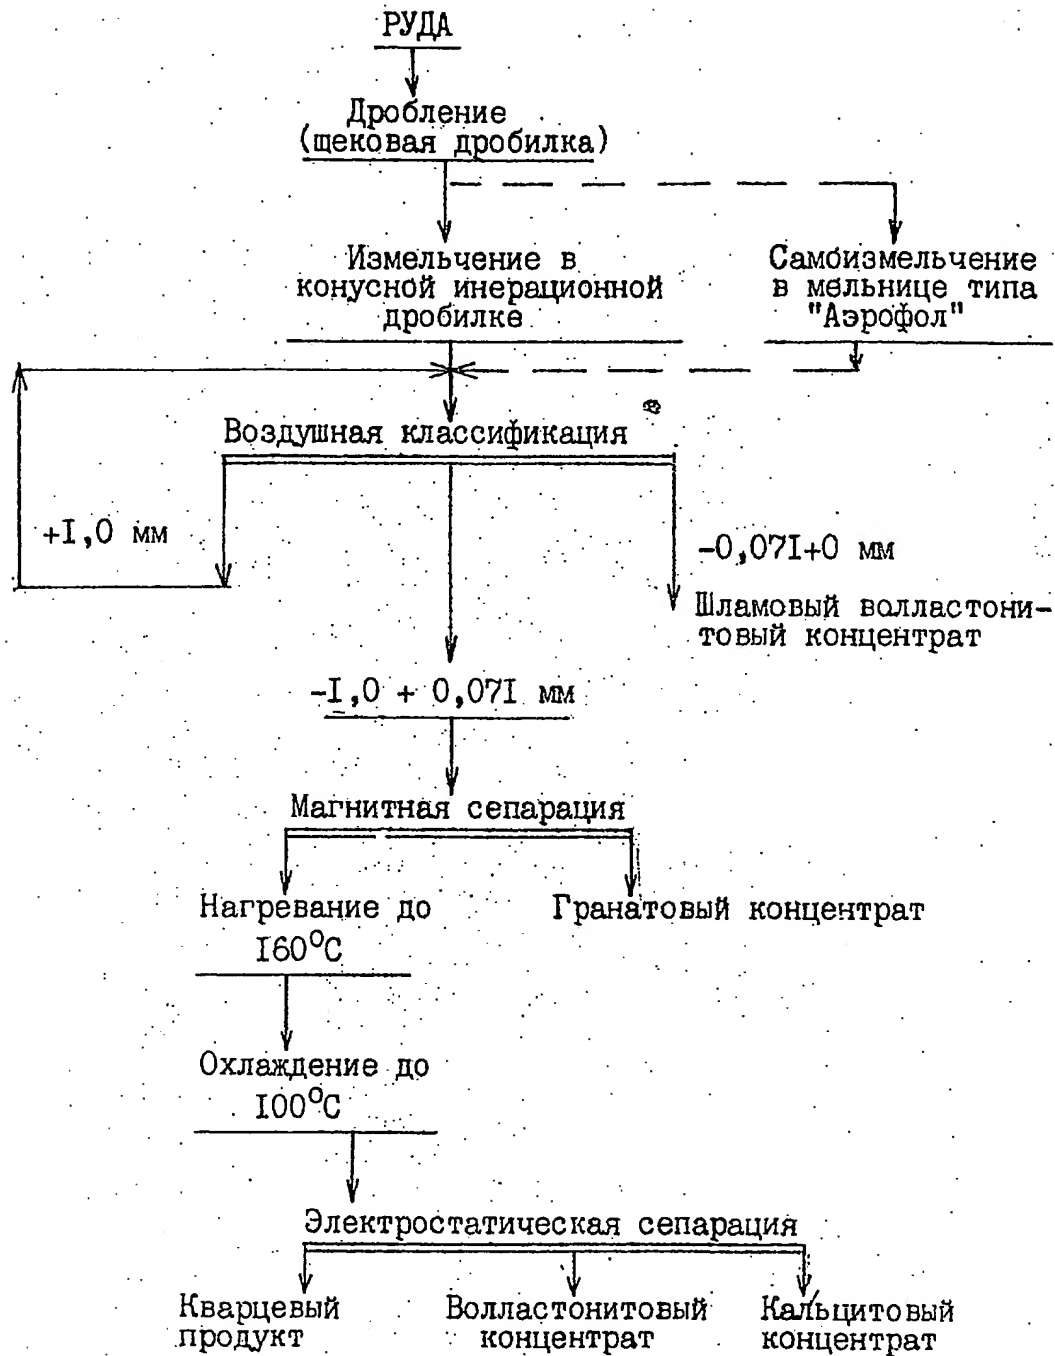 РУДА
Дробление
(щековая дробилка)
Измельчение в
конусной инерационной
дробилке
Самоизмельчение
в мельнице типа
"Аэрофол"
Воздушная классификация
+I,0 мм
-0,07I+0 мм
Шламовый волластони-
товый концентрат
-I,0 + 0,07I мм
Магнитная сепарация
Нагревание до
I60°C
Гранатовый концентрат
Охлаждение до
I00°C
Электростатическая сепарация
Кварцевый
продукт
Волластонитовый
концентрат
Кальцитовый
концентрат